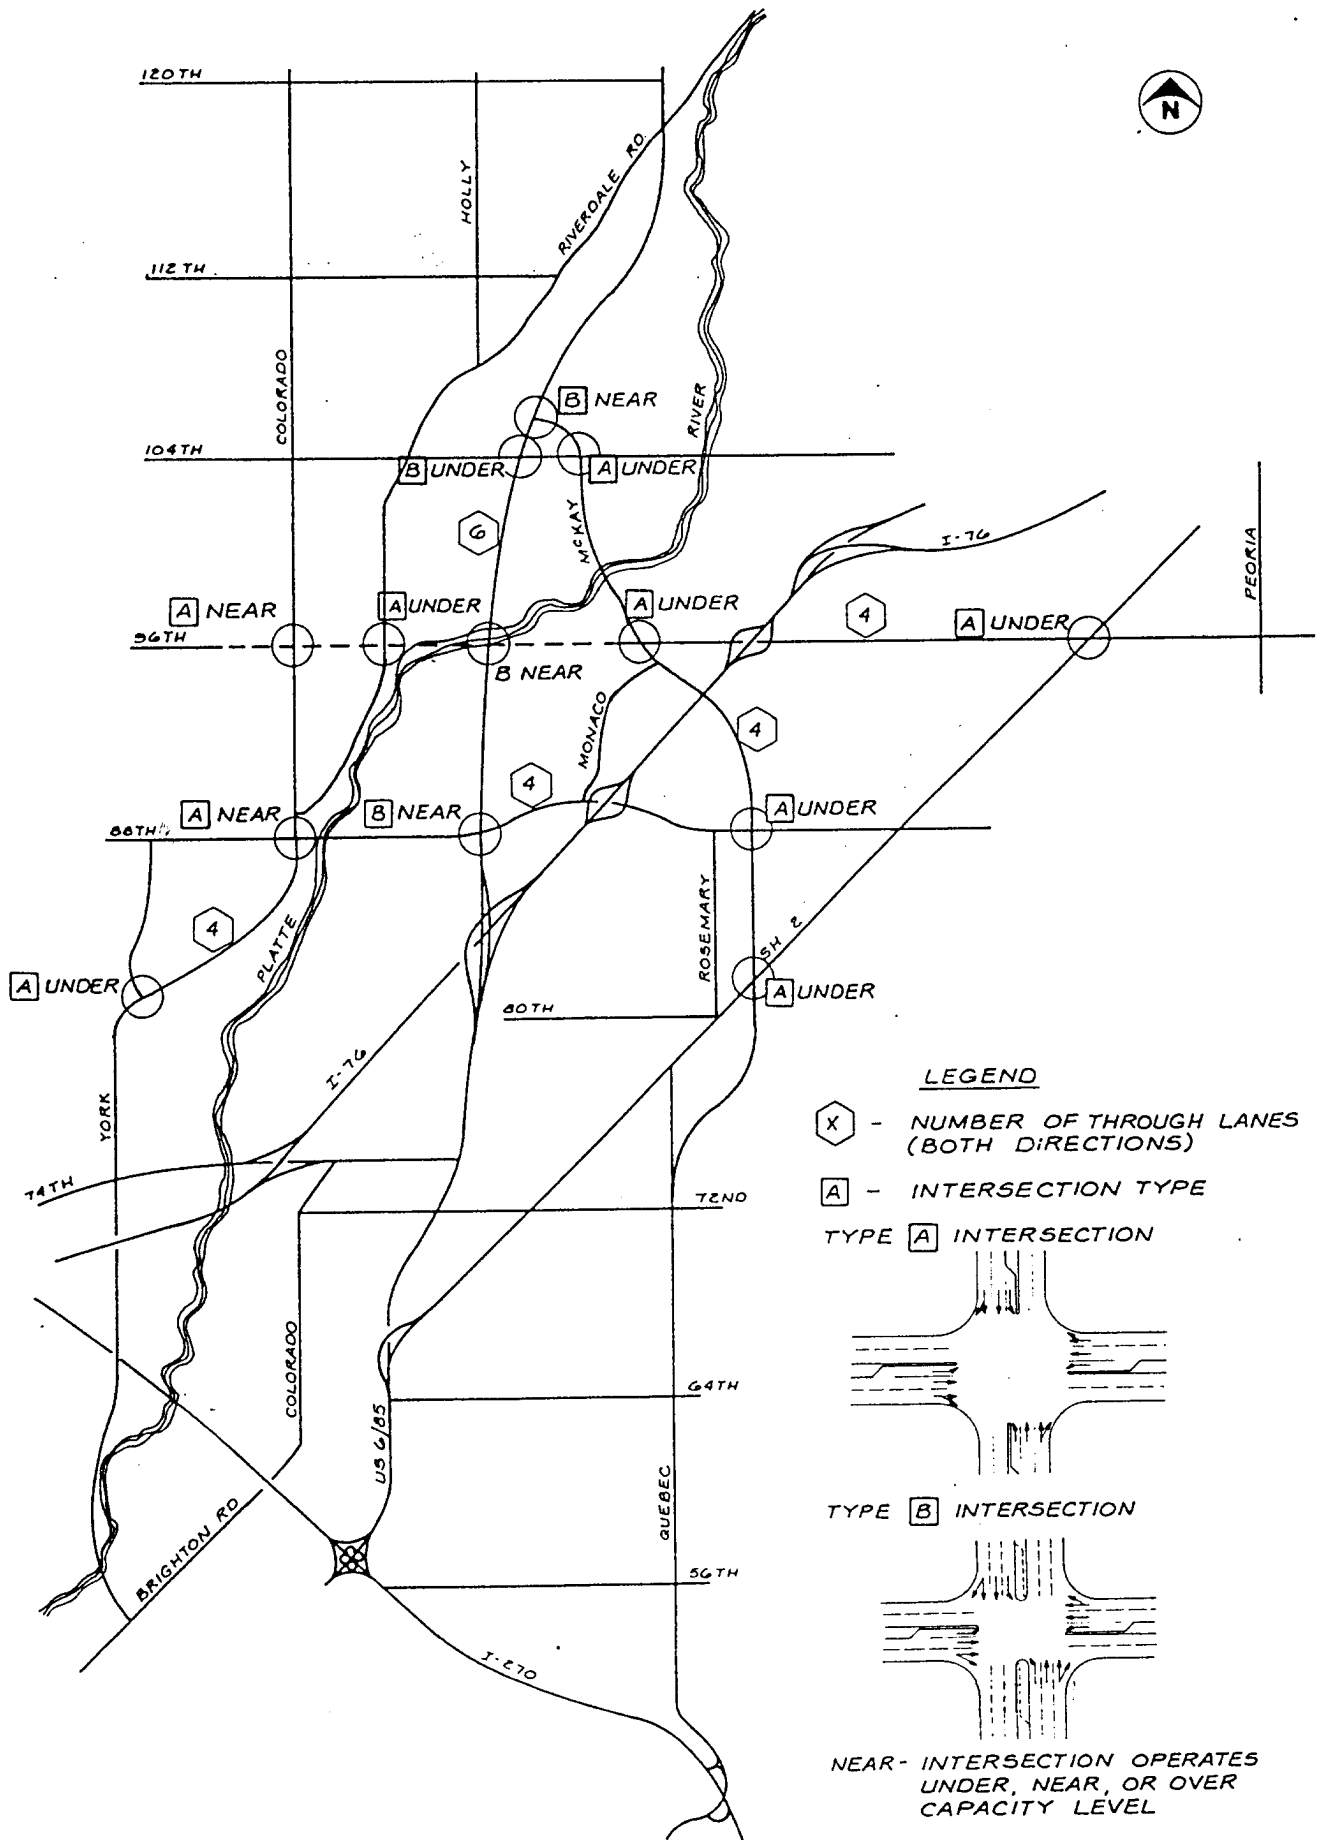 120TH
N
HOLLY
RIVERDALE RD.
112TH
COLORADO
B NEAR
RIVER
104TH
B UNDER
A UNDER
6
McKAY
I-76
PEORIA
A NEAR
A UNDER
A UNDER
4
A UNDER
96TH
B NEAR
MONACO
4
4
A NEAR
B NEAR
A UNDER
88TH
ROSEMARY
4
PLATTE
SH 2
A UNDER
A UNDER
80TH
I-76
LEGEND
X - NUMBER OF THROUGH LANES
(BOTH DIRECTIONS)
YORK
74TH
72ND
A - INTERSECTION TYPE
TYPE A INTERSECTION
COLORADO
64TH
US 6/85
QUEBEC
TYPE B INTERSECTION
BRIGHTON RD
56TH
I-270
NEAR- INTERSECTION OPERATES
UNDER, NEAR, OR OVER
CAPACITY LEVEL